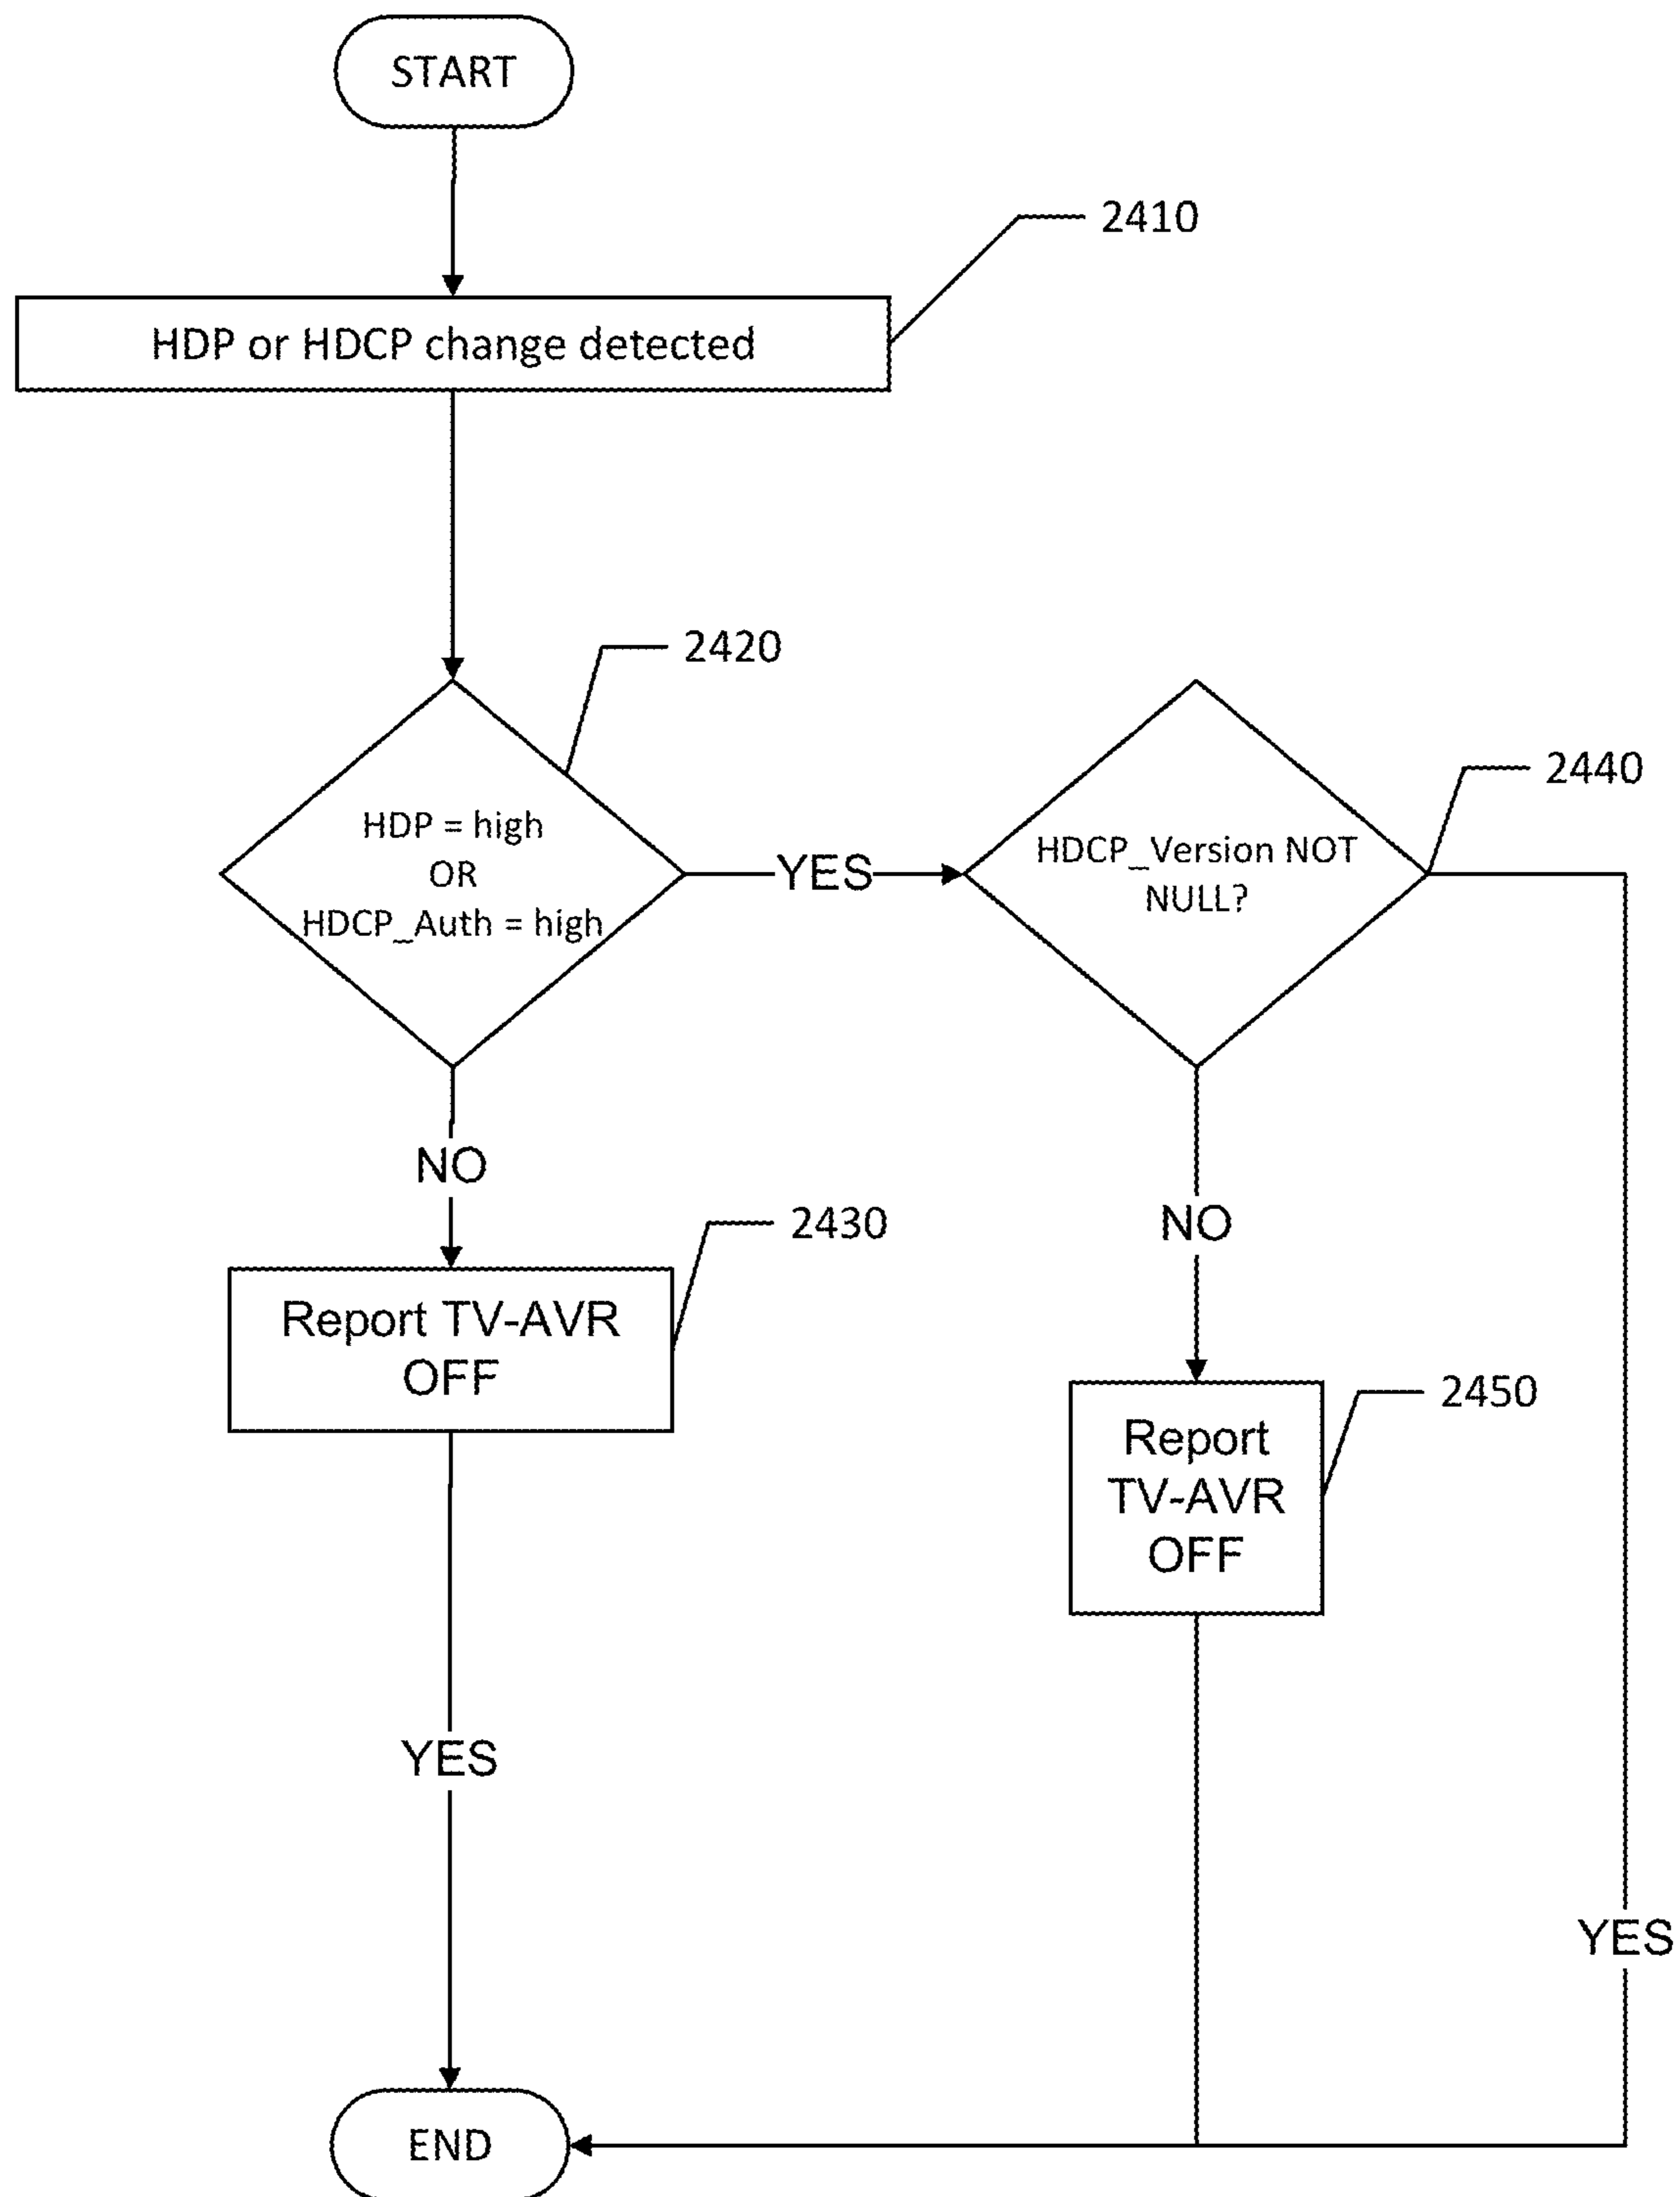 START
2410
HDP or HDCP change detected
2420
HDP = high
OR
HDCP_Auth = high
YES
HDCP_Version NOT
NULL?
2440
NO
2430
Report TV-AVR
OFF
NO
2450
Report
TV-AVR
OFF
YES
YES
END